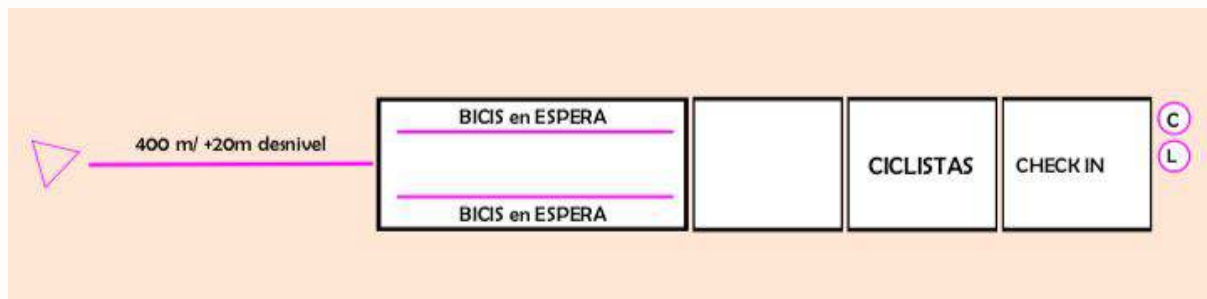 400 m/ +20m desnivel
BICIS en ESPERA
BICIS en ESPERA
CICLISTAS
CHECK IN
C
L